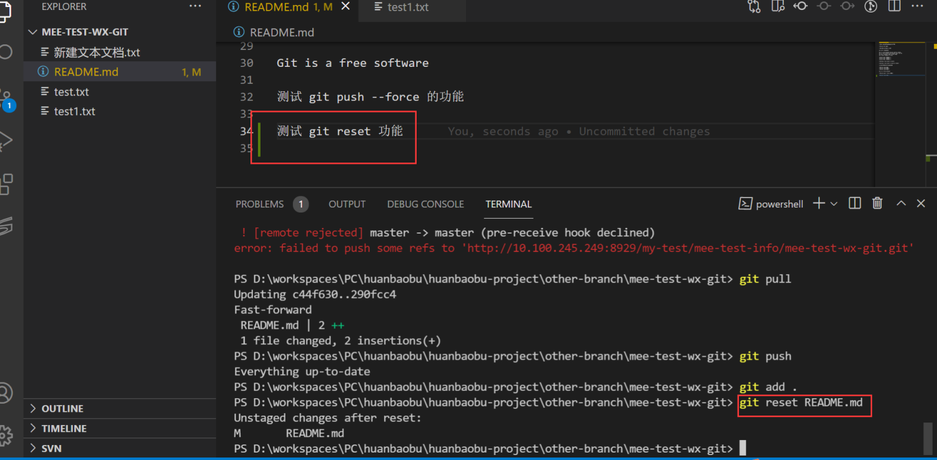 EXPLORER
···
README.md 1, M
test1.txt
MEE-TEST-WX-GIT
新建文本文档.txt
README.md 1, M
test.txt
test1.txt
1
OUTLINE
TIMELINE
SVN
README.md
29
30 Git is a free software
31
32 测试 git push --force 的功能
33
34 测试 git reset 功能 You, seconds ago • Uncommitted changes
35
PROBLEMS 1 OUTPUT DEBUG CONSOLE TERMINAL powershell
! [remote rejected] master -> master (pre-receive hook declined)
error: failed to push some refs to 'http://10.100.245.249:8929/my-test/mee-test-info/mee-test-wx-git.git'
PS D:\workspaces\PC\huanbaobu\huanbaobu-project\other-branch\mee-test-wx-git> git pull
Updating c44f630..290fcc4
Fast-forward
README.md | 2 ++
1 file changed, 2 insertions(+)
PS D:\workspaces\PC\huanbaobu\huanbaobu-project\other-branch\mee-test-wx-git> git push
Everything up-to-date
PS D:\workspaces\PC\huanbaobu\huanbaobu-project\other-branch\mee-test-wx-git> git add .
PS D:\workspaces\PC\huanbaobu\huanbaobu-project\other-branch\mee-test-wx-git> git reset README.md
Unstaged changes after reset:
M README.md
PS D:\workspaces\PC\huanbaobu\huanbaobu-project\other-branch\mee-test-wx-git>